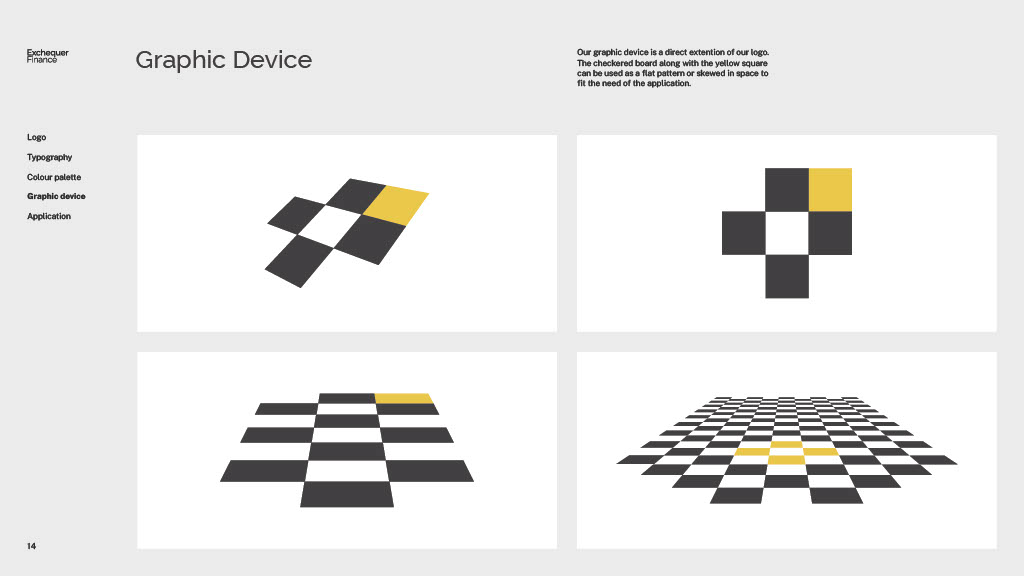 Exchequer
Finance
Graphic Device
Our graphic device is a direct extention of our logo.
The checkered board along with the yellow square
can be used as a flat pattern or skewed in space to
fit the need of the application.
Logo
Typography
Colour palette
Graphic device
Application
14